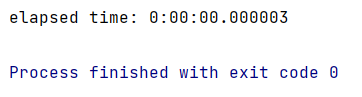 elapsed time: 0:00:00.000003
Process finished with exit code 0